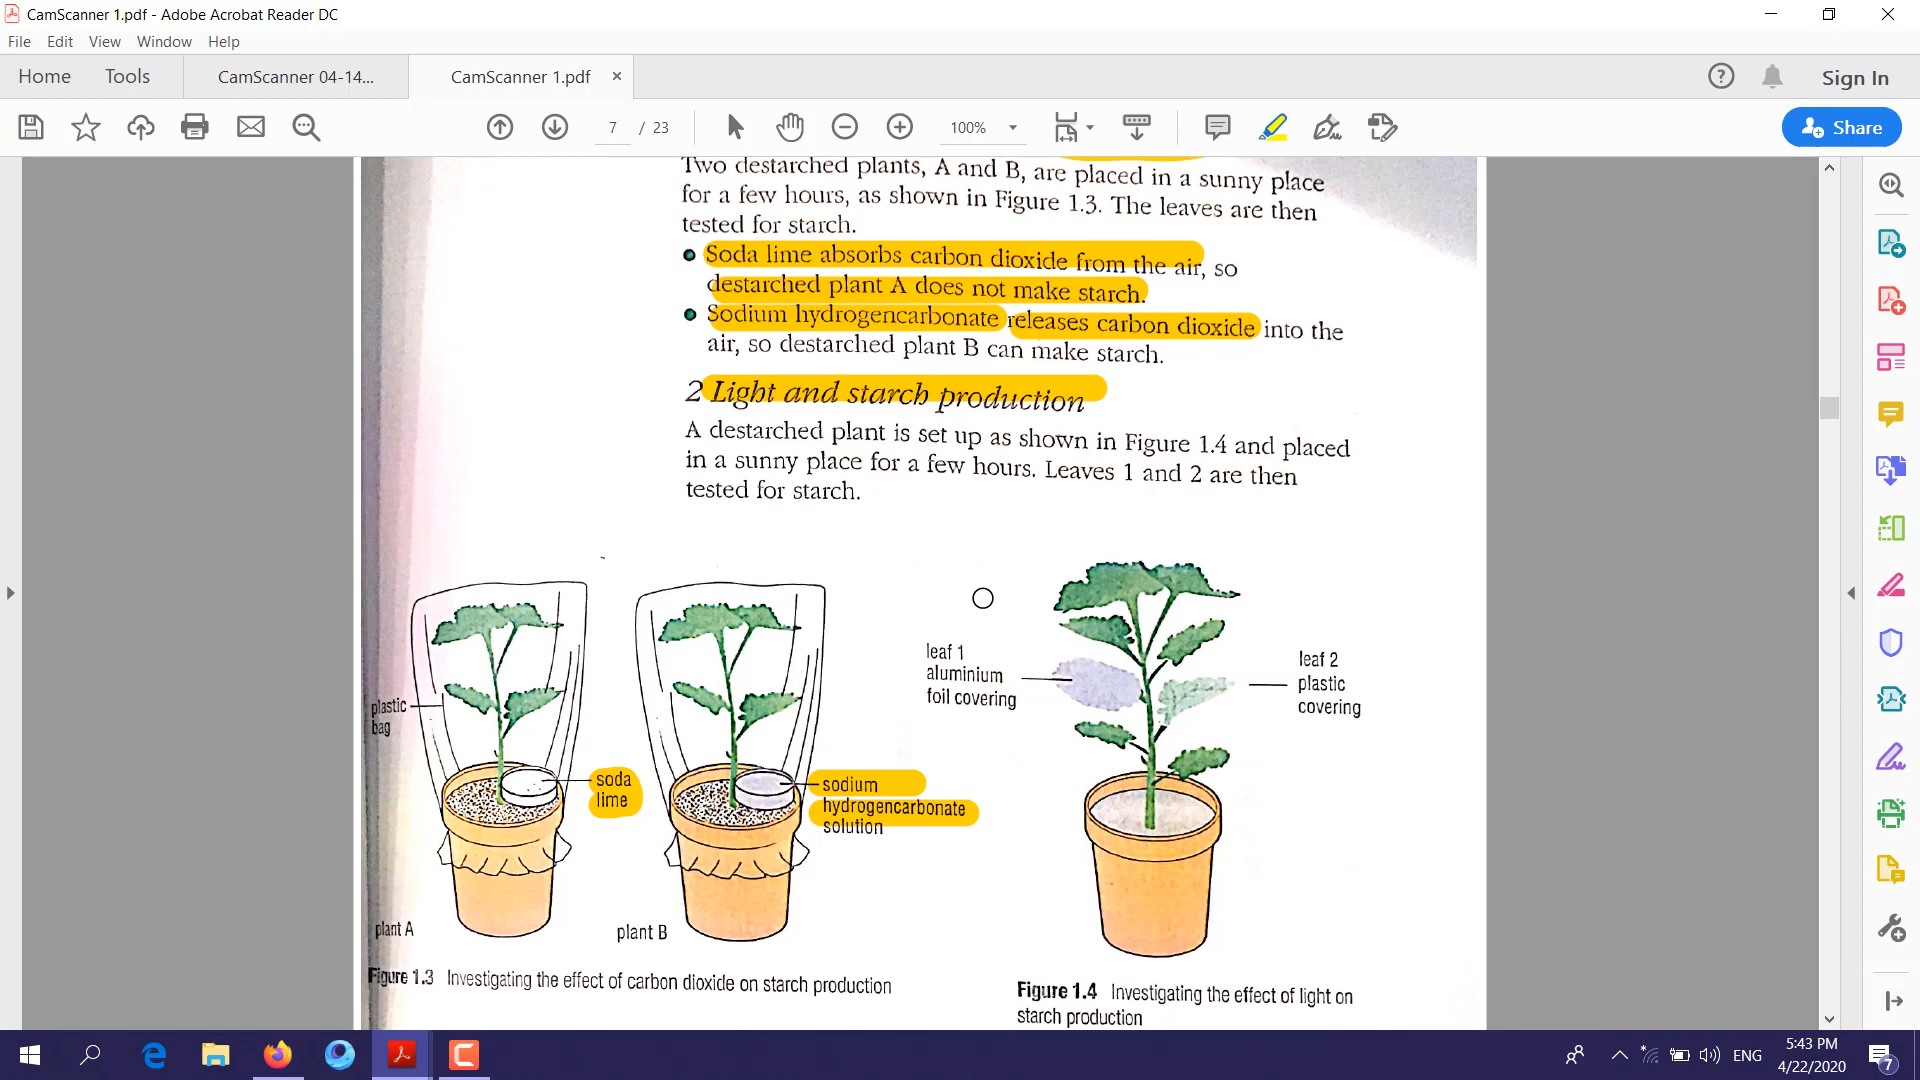 CamScanner 1.pdf - Adobe Acrobat Reader DC
File Edit View Window Help
Home Tools CamScanner 04-14... CamScanner 1.pdf Sign In
7 / 23 100% Share
Two destarched plants, A and B, are placed in a sunny place
for a few hours, as shown in Figure 1.3. The leaves are then
tested for starch.
Soda lime absorbs carbon dioxide from the air, so
destarched plant A does not make starch.
Sodium hydrogencarbonate releases carbon dioxide into the
air, so destarched plant B can make starch.
2 Light and starch production
A destarched plant is set up as shown in Figure 1.4 and placed
in a sunny place for a few hours. Leaves 1 and 2 are then
tested for starch.
plastic
bag
soda
lime
plant A
sodium
hydrogencarbonate
solution
plant B
Figure 1.3 Investigating the effect of carbon dioxide on starch production
leaf 1
aluminium
foil covering
leaf 2
plastic
covering
Figure 1.4 Investigating the effect of light on
starch production
ENG
5:43 PM
4/22/2020
7